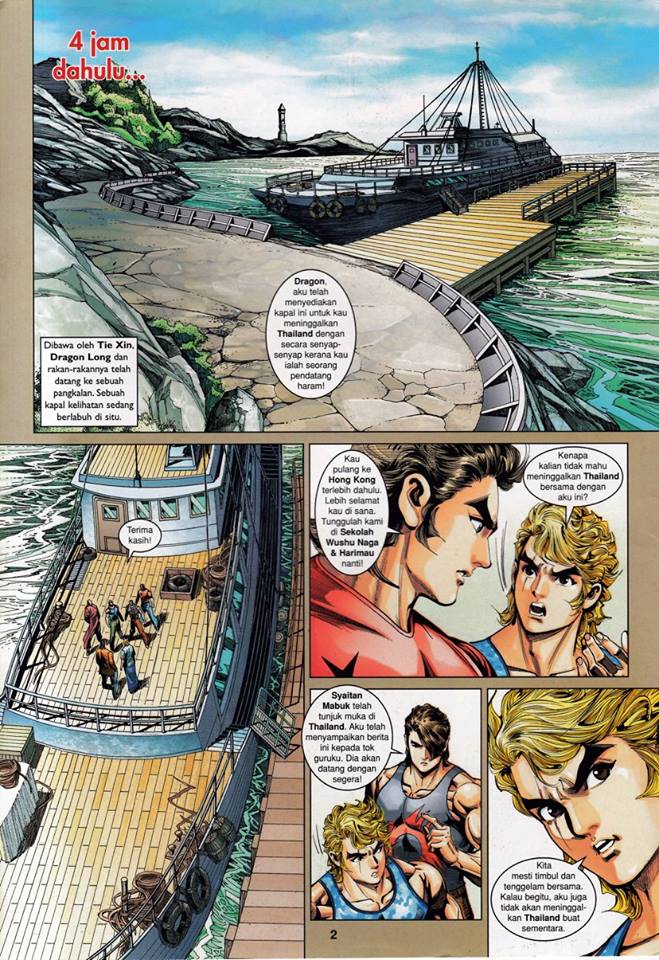 4 jam
dahulu...
Dragon,
aku telah
menyediakan
kapal ini untuk kau
meninggalkan
Thailand dengan
secara senyap-
senyap kerana kau
ialah seorang
pendatang
haram!
Dibawa oleh Tie Xin,
Dragon Long dan
rakan-rakannya telah
datang ke sebuah
pangkalan. Sebuah
kapal kelihatan sedang
berlabuh di situ.
Terima
kasih!
Kau
pulang ke
Hong Kong
terlebih dahulu.
Lebih selamat
kau di sana.
Tunggulah kami
di Sekolah
Wushu Naga
& Harimau
nanti!
Kenapa
kalian tidak mahu
meninggalkan Thailand
bersama dengan
aku ini?
Syaitan
Mabuk telah
tunjuk muka di
Thailand. Aku telah
menyampaikan berita
ini kepada tok
guruku! Dia akan
datang dengan
segera!
Kita
mesti timbul dan
tenggelam bersama.
Kalau begitu, aku juga
tidak akan meninggal-
kan Thailand buat
sementara.
2